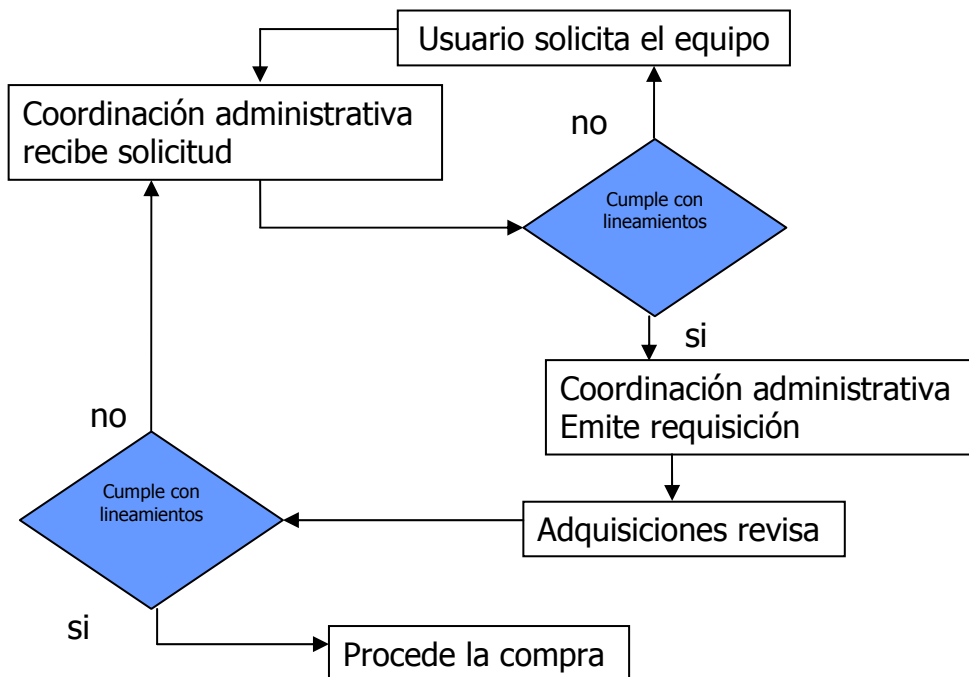 Usuario solicita el equipo
Coordinación administrativa
recibe solicitud
no
Cumple con
lineamientos
si
Coordinación administrativa
Emite requisición
no
Cumple con
lineamientos
Adquisiciones revisa
si
Procede la compra